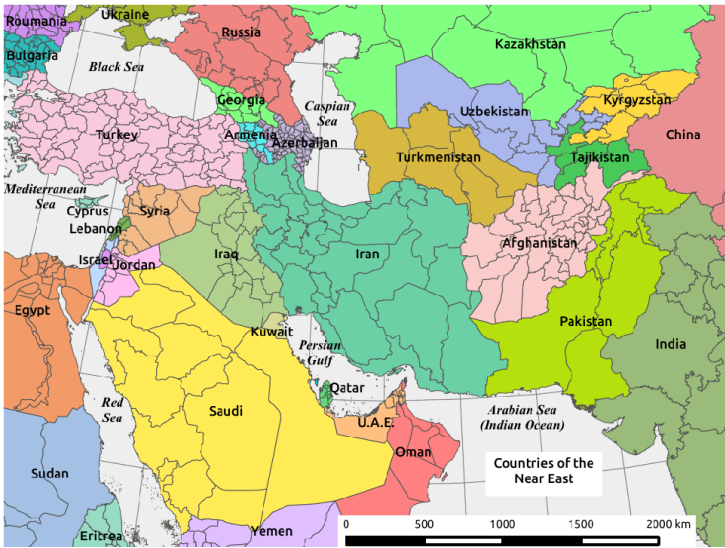 Roumania
Ukraine
Russia
Kazakhstan
Bulgaria
Black Sea
Georgia
Caspian
Sea
Uzbekistan
Kyrgyzstan
Turkey
Armenia
Azerbaijan
China
Turkmenistan
Tajikistan
Mediterranean
Sea
Cyprus
Syria
Lebanon
Afghanistan
Israel
Jordan
Iraq
Iran
Egypt
Kuwait
Pakistan
Persian
Gulf
India
Qatar
Red
Sea
Saudi
U.A.E.
Arabian Sea
(Indian Ocean)
Oman
Sudan
Countries of the
Near East
Eritrea
Yemen
0 500 1000 1500 2000 km